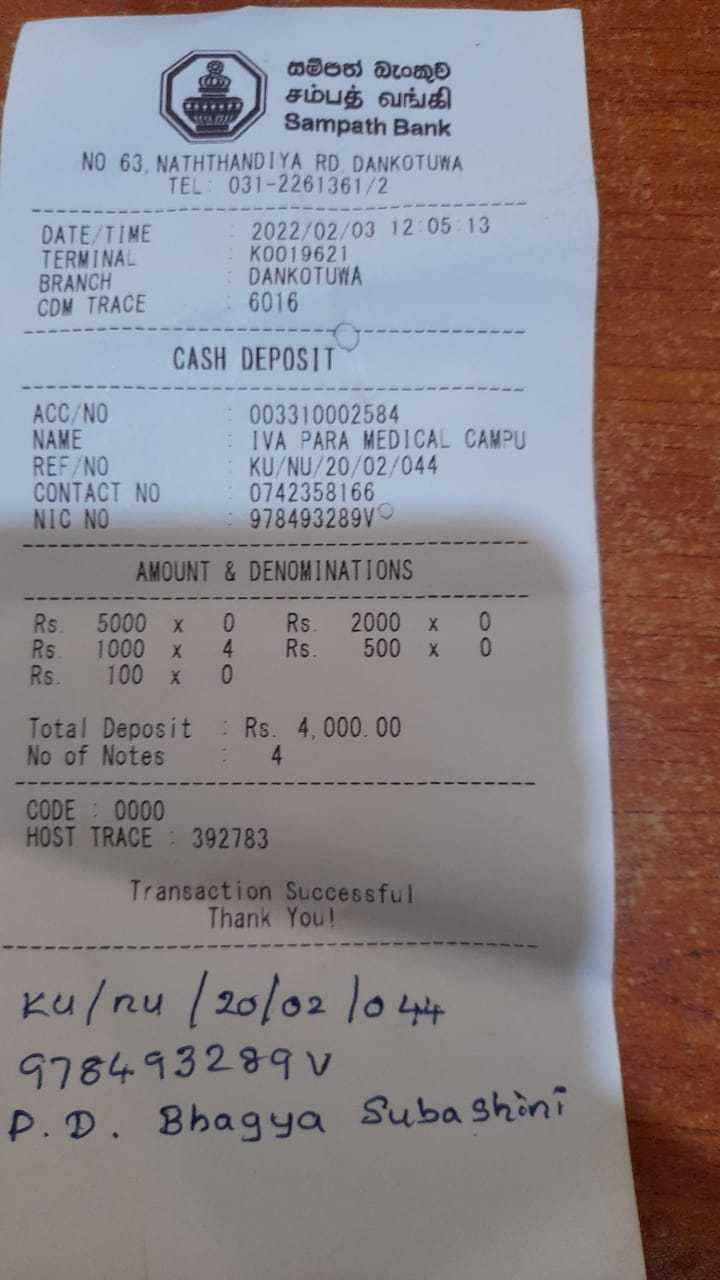 සම්පත් බැංකුව
சம்பத் வங்கி
Sampath Bank
NO 63, NATHTHANDIYA RD DANKOTUWA
TEL: 031-2261361/2
DATE/TIME : 2022/02/03 12:05:13
TERMINAL : K0019621
BRANCH : DANKOTUWA
CDM TRACE : 6016
CASH DEPOSIT
ACC/NO : 003310002584
NAME : IVA PARA MEDICAL CAMPU
REF/NO : KU/NU/20/02/044
CONTACT NO : 0742358166
NIC NO : 978493289V
AMOUNT & DENOMINATIONS
Rs. 5000 x 0 Rs. 2000 x 0
Rs. 1000 x 4 Rs. 500 x 0
Rs. 100 x 0
Total Deposit : Rs. 4,000.00
No of Notes : 4
CODE : 0000
HOST TRACE : 392783
Transaction Successful
Thank You!
KU/nu/20/02/044
978493289V
P.D. Bhagya Subashini